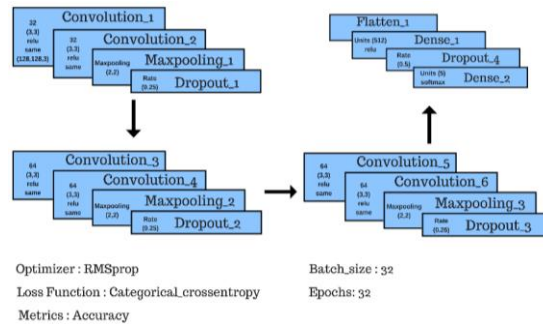 Convolution_1
32
(3,3)
relu
same
(128,128,3)
Convolution_2
32
(3,3)
relu
same
Maxpooling_1
Maxpooling
(2,2)
Dropout_1
Rate
(0.25)
Convolution_3
64
(3,3)
relu
same
Convolution_4
64
(3,3)
relu
same
Maxpooling_2
Maxpooling
(2,2)
Dropout_2
Rate
(0.25)
Convolution_5
64
(3,3)
relu
same
Convolution_6
64
(3,3)
relu
same
Maxpooling_3
Maxpooling
(2,2)
Dropout_3
Rate
(0.25)
Flatten_1
Dense_1
Units (512)
relu
Dropout_4
Rate
(0.5)
Dense_2
Units (5)
softmax
Optimizer : RMSprop
Loss Function : Categorical_crossentropy
Metrics : Accuracy
Batch_size : 32
Epochs: 32